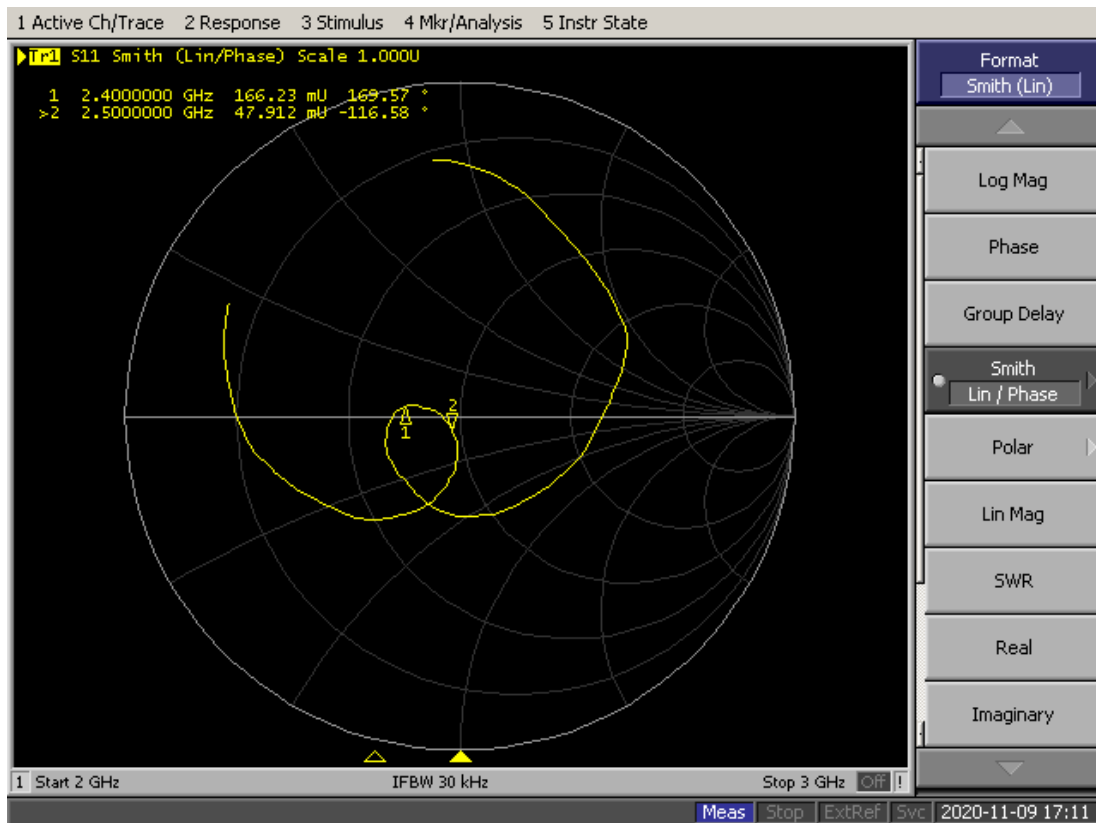 1 Active Ch/Trace 2 Response 3 Stimulus 4 Mkr/Analysis 5 Instr State
Tr1 S11 Smith (Lin/Phase) Scale 1.000U
1 2.4000000 GHz 166.23 mU 169.57 °
>2 2.5000000 GHz 47.912 mU -116.58 °
2
1
1 Start 2 GHz IFBW 30 kHz Stop 3 GHz Off !
Format
Smith (Lin)
Log Mag
Phase
Group Delay
Smith
Lin / Phase
Polar
Lin Mag
SWR
Real
Imaginary
Meas Stop ExtRef Svc 2020-11-09 17:11